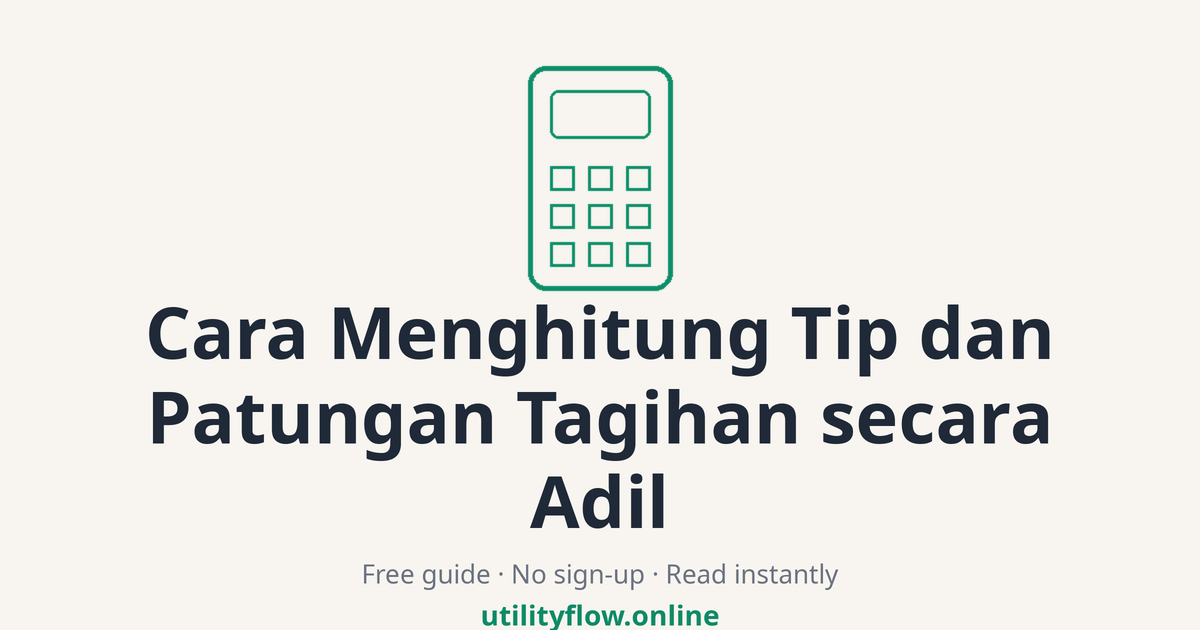 Cara Menghitung Tip dan
Patungan Tagihan secara
Adil
Free guide · No sign-up · Read instantly
utilityflow.online